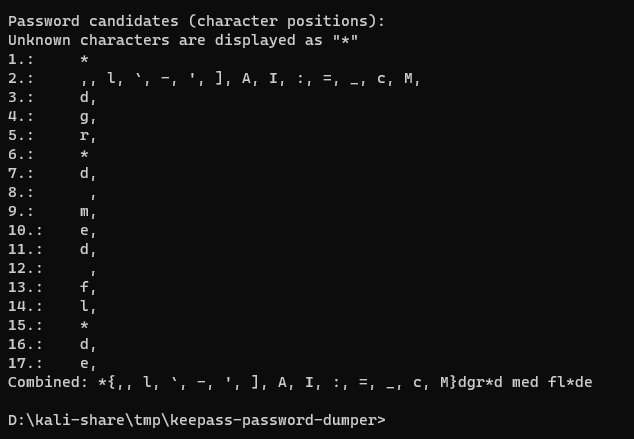 Password candidates (character positions):
Unknown characters are displayed as "*"
1.: *
2.: ,, l, `, -, ', ], A, I, :, =, _, c, M,
3.: d,
4.: g,
5.: r,
6.: *
7.: d,
8.:  ,
9.: m,
10.: e,
11.: d,
12.:  ,
13.: f,
14.: l,
15.: *
16.: d,
17.: e,
Combined: *{,, l, `, -, ', ], A, I, :, =, _, c, M}dgr*d med fl*de
D:\kali-share\tmp\keepass-password-dumper>